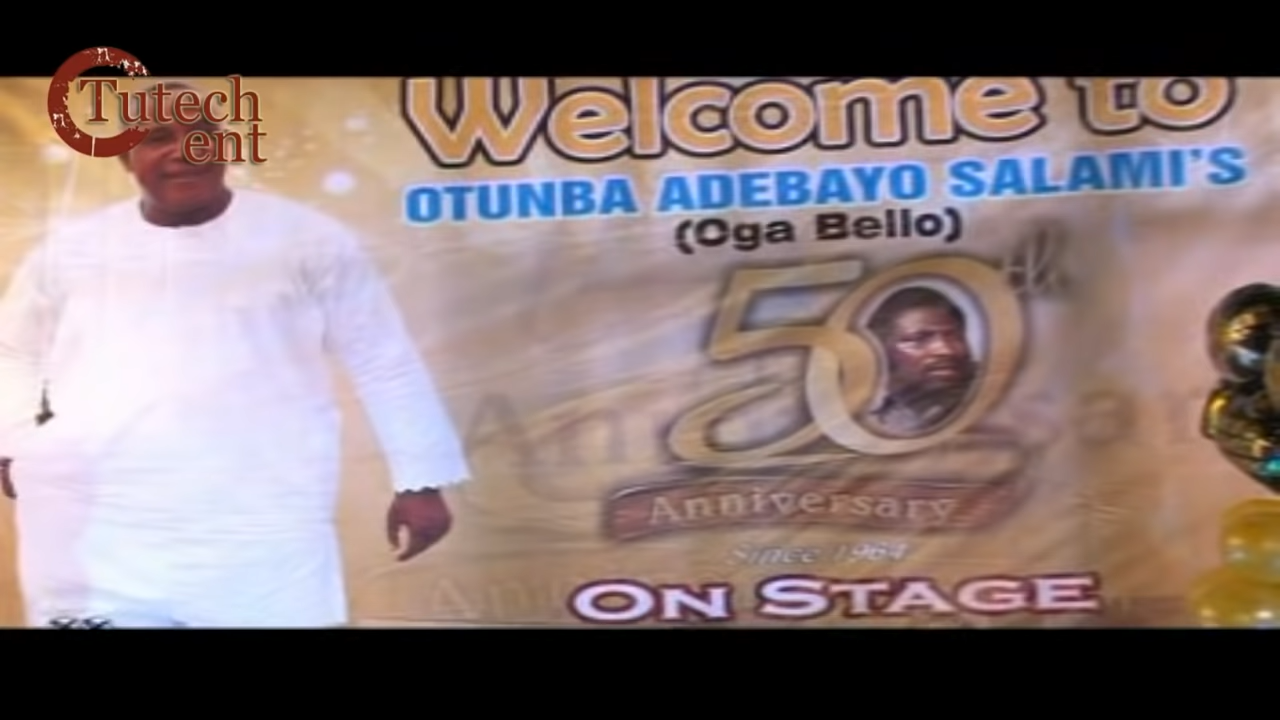 Tutech
ent
Welcome to
OTUNBA ADEBAYO SALAMI'S
(Oga Bello)
50th
Anniversary
Since 1964
ON STAGE